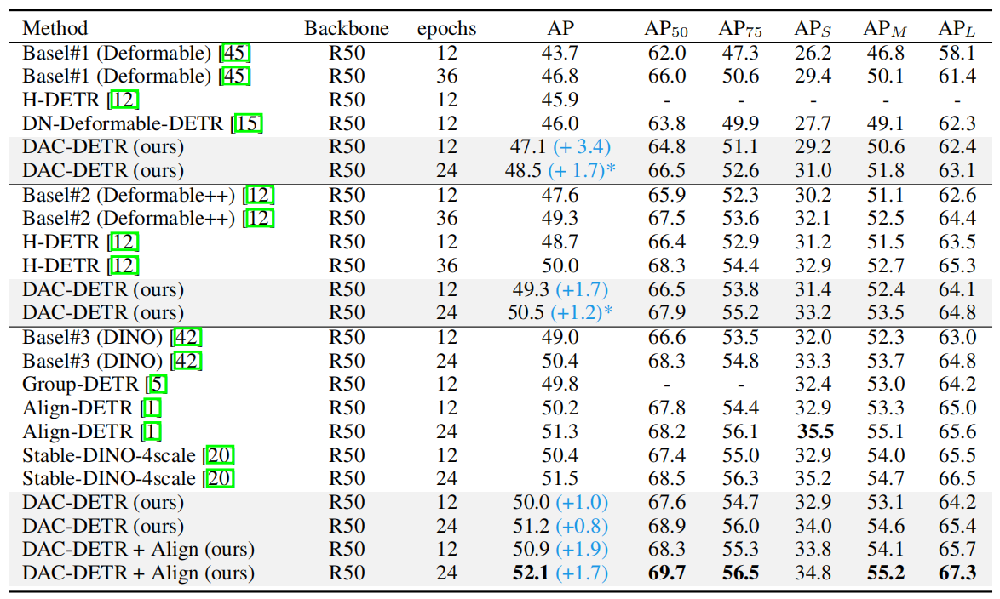 Method Backbone epochs AP AP50 AP75 APS APM APL
Basel#1 (Deformable) [45] R50 12 43.7 62.0 47.3 26.2 46.8 58.1
Basel#1 (Deformable) [45] R50 36 46.8 66.0 50.6 29.4 50.1 61.4
H-DETR [12] R50 12 45.9 - - - - -
DN-Deformable-DETR [15] R50 12 46.0 63.8 49.9 27.7 49.1 62.3
DAC-DETR (ours) R50 12 47.1 (+ 3.4) 64.8 51.1 29.2 50.6 62.4
DAC-DETR (ours) R50 24 48.5 (+ 1.7)* 66.5 52.6 31.0 51.8 63.1
Basel#2 (Deformable++) [12] R50 12 47.6 65.9 52.3 30.2 51.1 62.6
Basel#2 (Deformable++) [12] R50 36 49.3 67.5 53.6 32.1 52.5 64.4
H-DETR [12] R50 12 48.7 66.4 52.9 31.2 51.5 63.5
H-DETR [12] R50 36 50.0 68.3 54.4 32.9 52.7 65.3
DAC-DETR (ours) R50 12 49.3 (+1.7) 66.5 53.8 31.4 52.4 64.1
DAC-DETR (ours) R50 24 50.5 (+1.2)* 67.9 55.2 33.2 53.5 64.8
Basel#3 (DINO) [42] R50 12 49.0 66.6 53.5 32.0 52.3 63.0
Basel#3 (DINO) [42] R50 24 50.4 68.3 54.8 33.3 53.7 64.8
Group-DETR [5] R50 12 49.8 - - 32.4 53.0 64.2
Align-DETR [1] R50 12 50.2 67.8 54.4 32.9 53.3 65.0
Align-DETR [1] R50 24 51.3 68.2 56.1 35.5 55.1 65.6
Stable-DINO-4scale [20] R50 12 50.4 67.4 55.0 32.9 54.0 65.5
Stable-DINO-4scale [20] R50 24 51.5 68.5 56.3 35.2 54.7 66.5
DAC-DETR (ours) R50 12 50.0 (+1.0) 67.6 54.7 32.9 53.1 64.2
DAC-DETR (ours) R50 24 51.2 (+0.8) 68.9 56.0 34.0 54.6 65.4
DAC-DETR + Align (ours) R50 12 50.9 (+1.9) 68.3 55.3 33.8 54.1 65.7
DAC-DETR + Align (ours) R50 24 52.1 (+1.7) 69.7 56.5 34.8 55.2 67.3